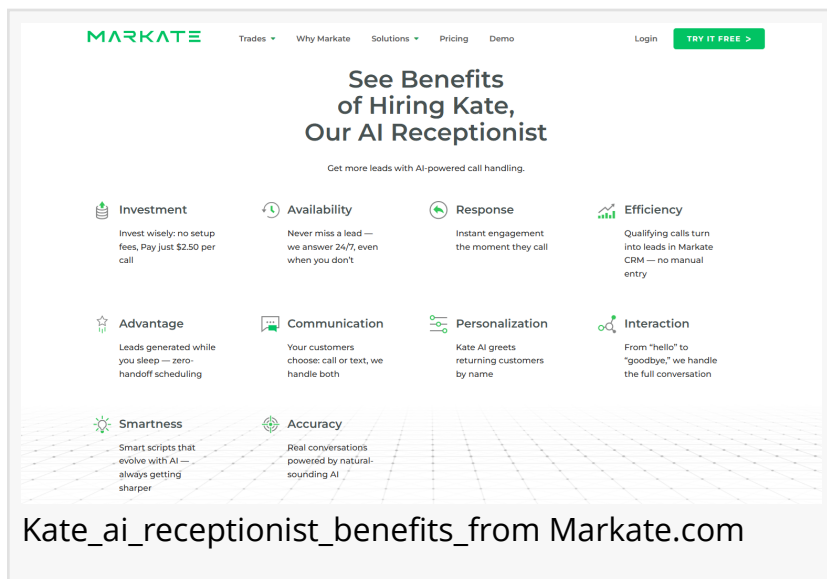 MARKATE
Trades Why Markate Solutions Pricing Demo Login TRY IT FREE >
See Benefits
of Hiring Kate,
Our AI Receptionist
Get more leads with AI-powered call handling.
Investment
Invest wisely: no setup
fees, Pay just $2.50 per
call
Availability
Never miss a lead —
we answer 24/7, even
when you don't
Response
Instant engagement
the moment they call
Efficiency
Qualifying calls turn
into leads in Markate
CRM — no manual
entry
Advantage
Leads generated while
you sleep — zero-
handoff scheduling
Communication
Your customers
choose: call or text, we
handle both
Personalization
Kate AI greets
returning customers
by name
Interaction
From “hello” to
“goodbye,” we handle
the full conversation
Smartness
Smart scripts that
evolve with AI —
always getting
sharper
Accuracy
Real conversations
powered by natural-
sounding AI
Kate_ai_receptionist_benefits_from Markate.com